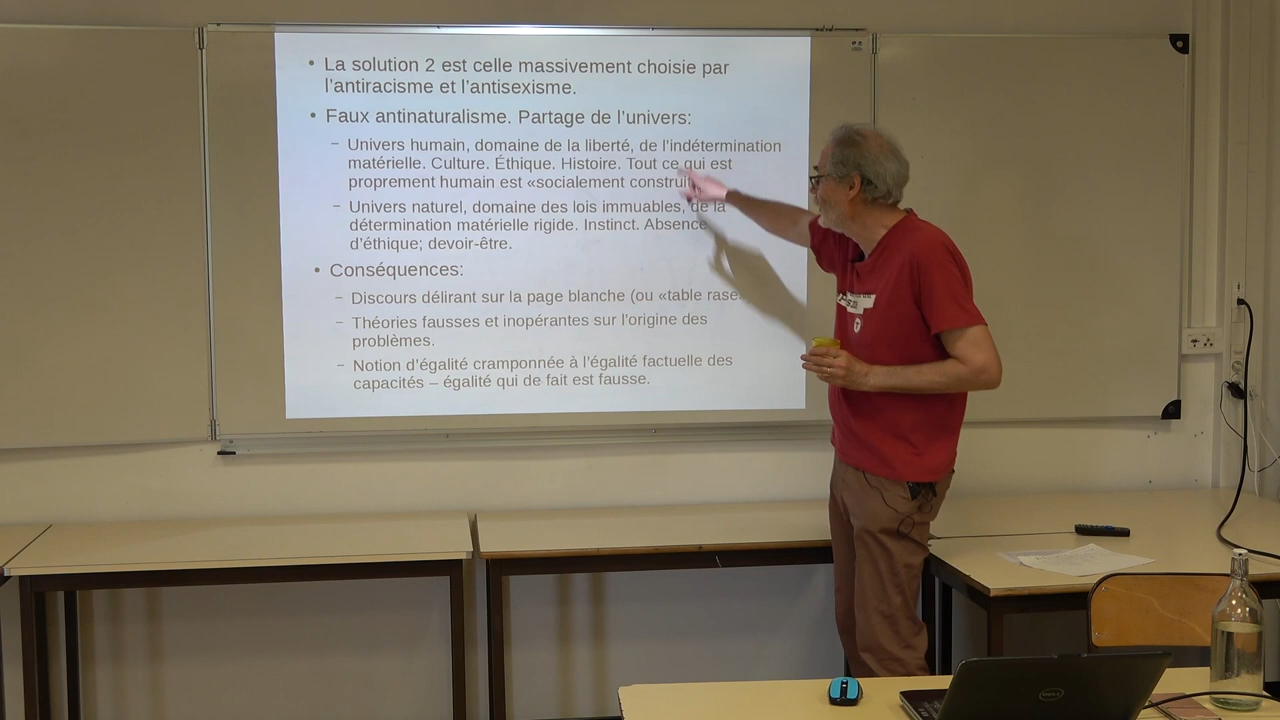 • La solution 2 est celle massivement choisie par
l'antiracisme et l'antisexisme.
• Faux antinaturalisme. Partage de l'univers:
– Univers humain, domaine de la liberté, de l'indétermination
matérielle. Culture. Éthique. Histoire. Tout ce qui est
proprement humain est «socialement construit
– Univers naturel, domaine des lois immuables, de la
détermination matérielle rigide. Instinct. Absence
d'éthique; devoir-être.
• Conséquences:
– Discours délirant sur la page blanche (ou «table rase
– Théories fausses et inopérantes sur l'origine des
problèmes.
– Notion d'égalité cramponnée à l'égalité factuelle des
capacités – égalité qui de fait est fausse.
DELL